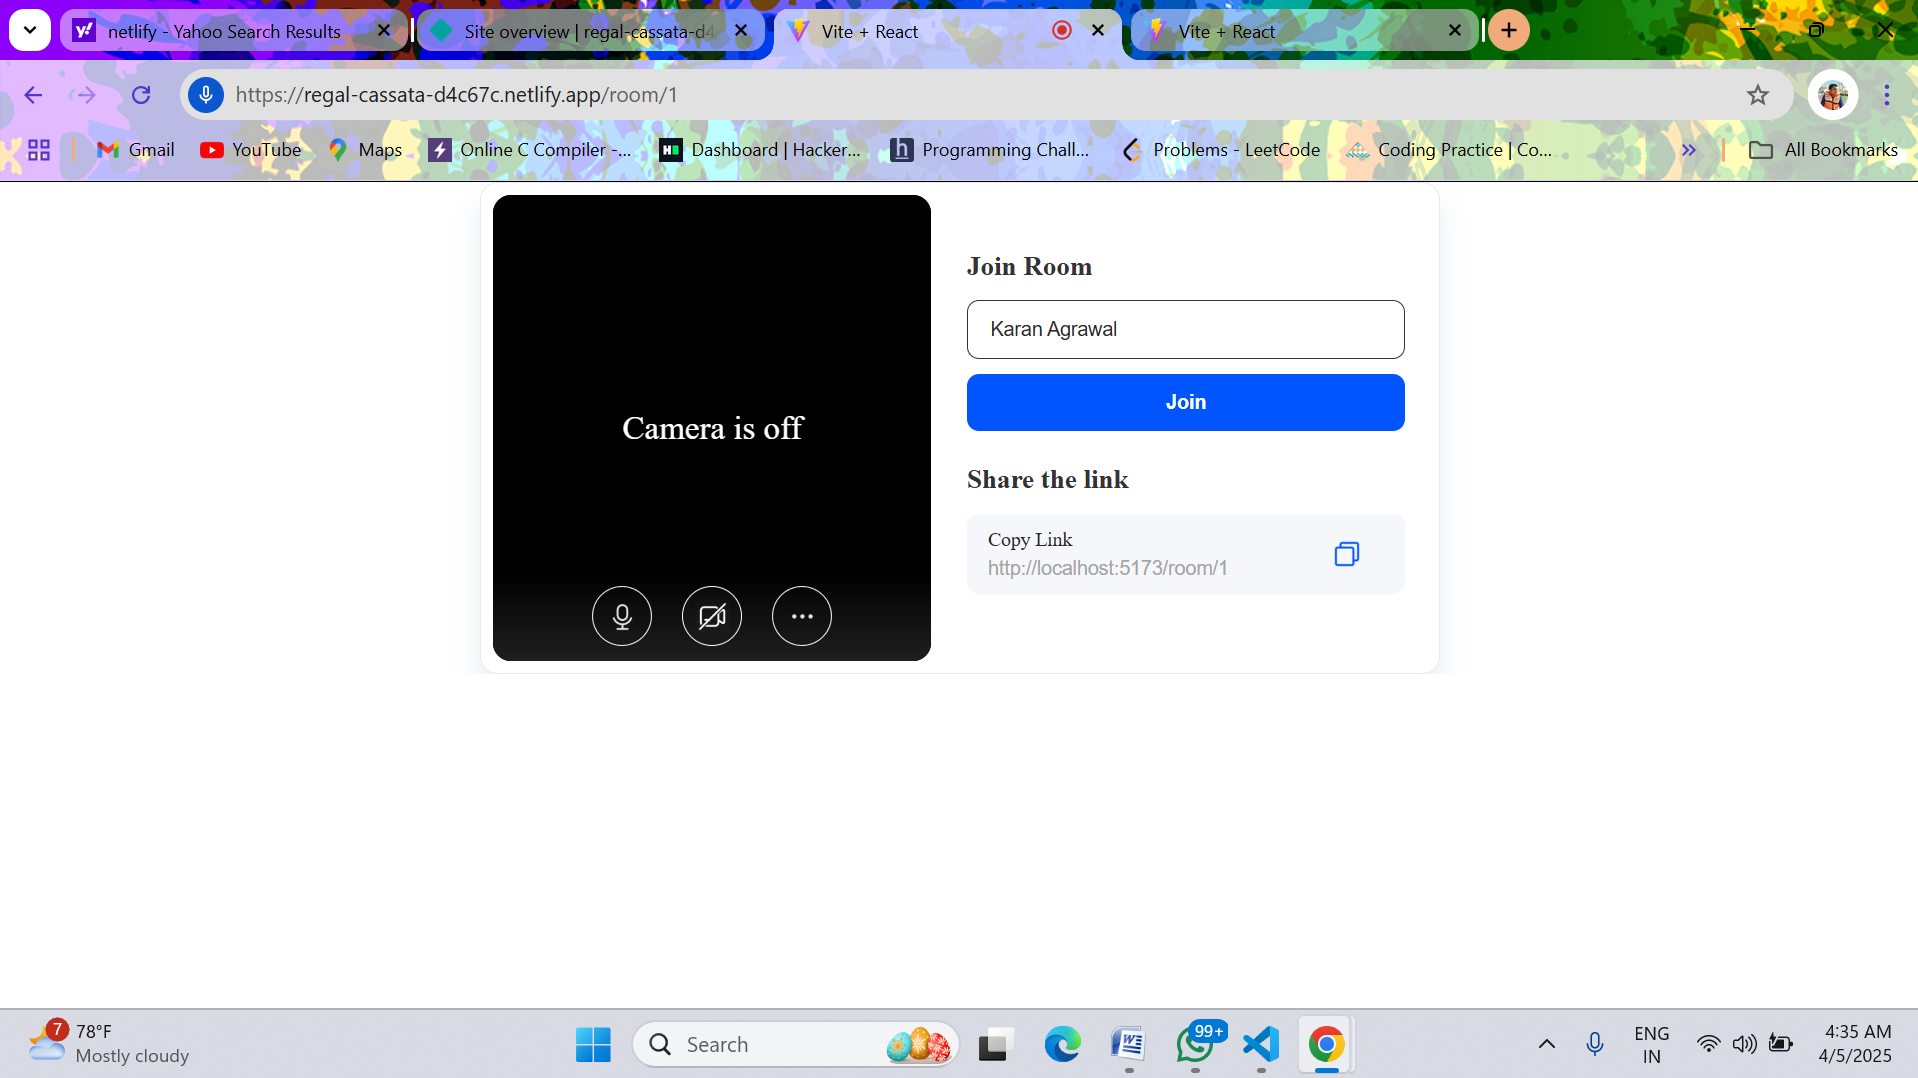 netlify - Yahoo Search Results
Site overview | regal-cassata-d4
Vite + React
Vite + React
https://regal-cassata-d4c67c.netlify.app/room/1
Gmail
YouTube
Maps
Online C Compiler -...
Dashboard | Hacker...
Programming Chall...
Problems - LeetCode
Coding Practice | Co...
All Bookmarks
Camera is off
Join Room
Karan Agrawal
Join
Share the link
Copy Link
http://localhost:5173/room/1
7
78°F
Mostly cloudy
Search
99+
ENG
IN
4:35 AM
4/5/2025